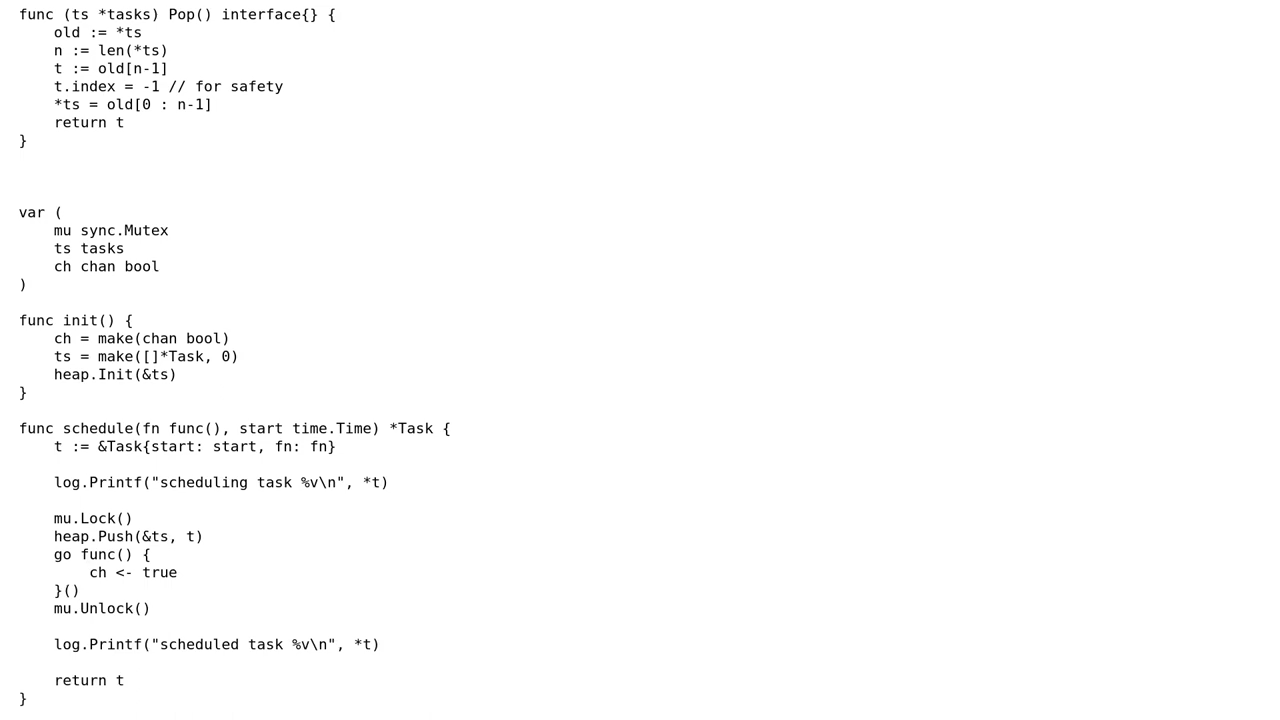 func (ts *tasks) Pop() interface{} {
    old := *ts
    n := len(*ts)
    t := old[n-1]
    t.index = -1 // for safety
    *ts = old[0 : n-1]
    return t
}

var (
    mu sync.Mutex
    ts tasks
    ch chan bool
)

func init() {
    ch = make(chan bool)
    ts = make([]*Task, 0)
    heap.Init(&ts)
}

func schedule(fn func(), start time.Time) *Task {
    t := &Task{start: start, fn: fn}

    log.Printf("scheduling task %v\n", *t)

    mu.Lock()
    heap.Push(&ts, t)
    go func() {
        ch <- true
    }()
    mu.Unlock()

    log.Printf("scheduled task %v\n", *t)

    return t
}